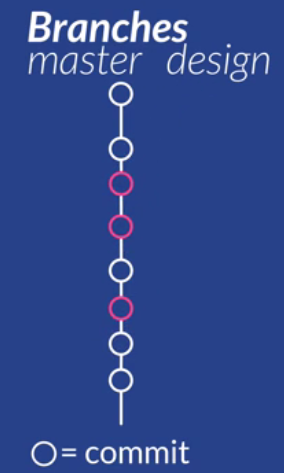 Branches
master design
= commit